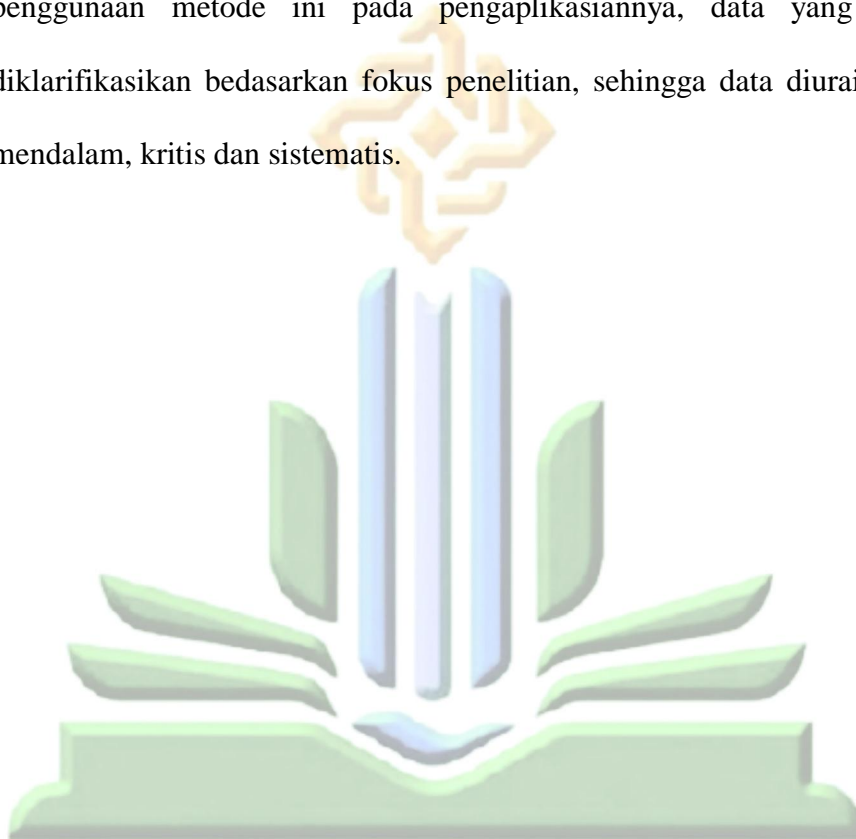 penggunaan metode ini pada pengaplikasiannya, data yang
diklarifikasikan bedasarkan fokus penelitian, sehingga data diurai
mendalam, kritis dan sistematis.